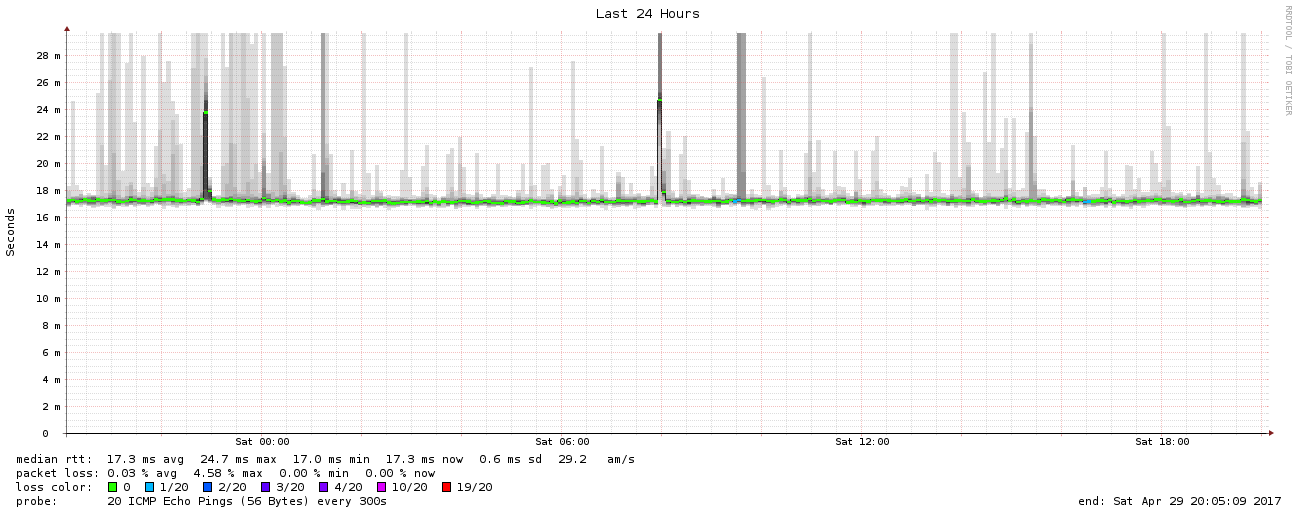 Last 24 Hours
RRDTOOL / TOBI OETIKER
Seconds
28 m
26 m
24 m
22 m
20 m
18 m
16 m
14 m
12 m
10 m
8 m
6 m
4 m
2 m
0
Sat 00:00 Sat 06:00 Sat 12:00 Sat 18:00
median rtt: 17.3 ms avg 24.7 ms max 17.0 ms min 17.3 ms now 0.6 ms sd 29.2 am/s
packet loss: 0.03 % avg 4.58 % max 0.00 % min 0.00 % now
loss color: 0 1/20 2/20 3/20 4/20 10/20 19/20
probe: 20 ICMP Echo Pings (56 Bytes) every 300s end: Sat Apr 29 20:05:09 2017